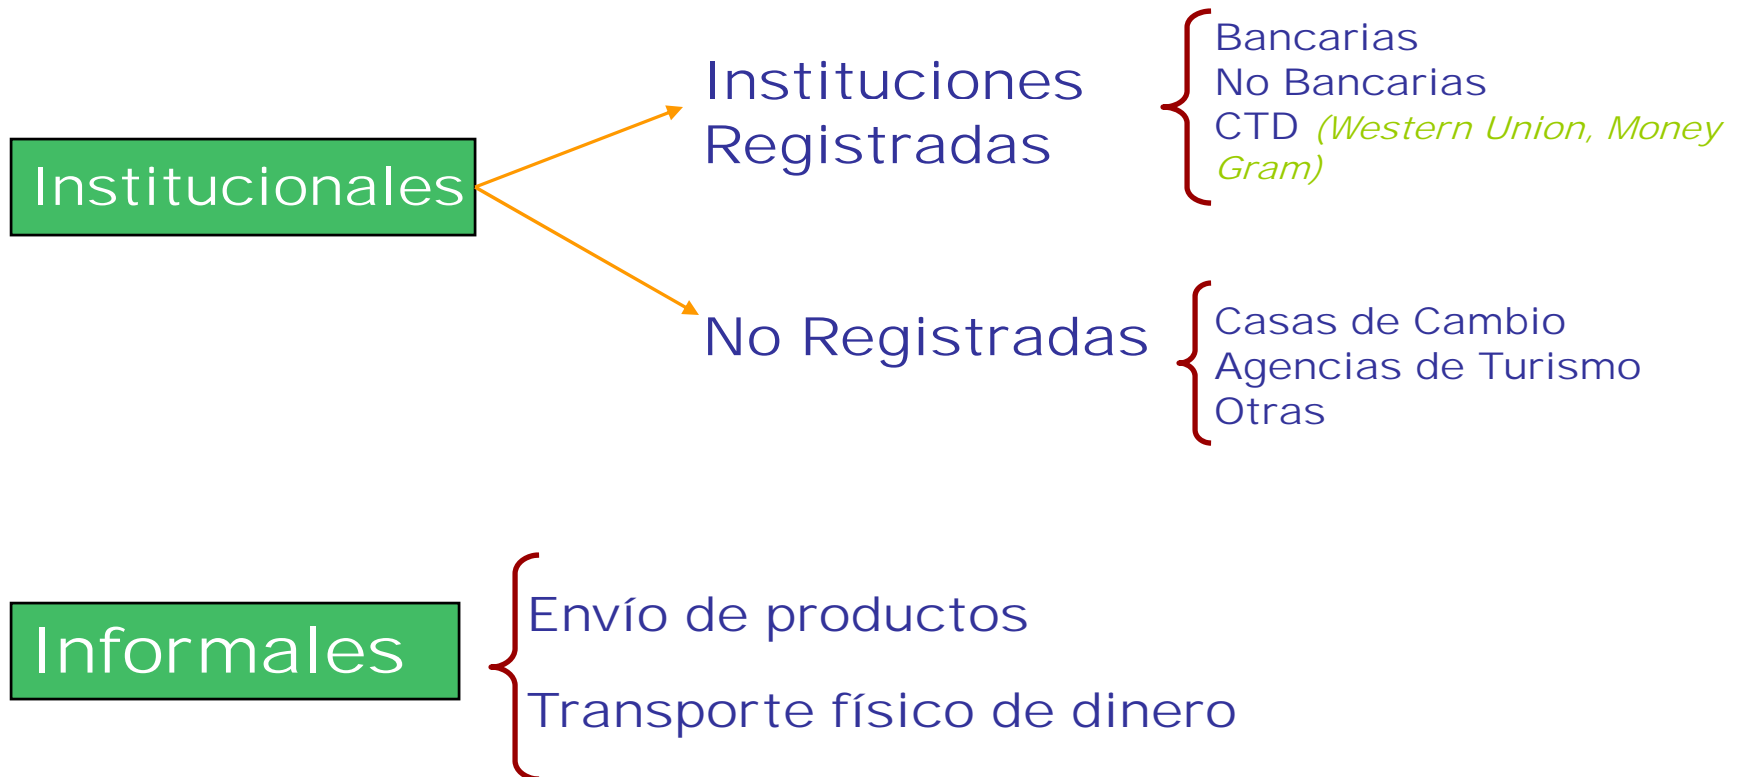 Institucionales
Instituciones
Registradas
Bancarias
No Bancarias
CTD (Western Union, Money
Gram)
No Registradas
Casas de Cambio
Agencias de Turismo
Otras
Informales
Envío de productos
Transporte físico de dinero